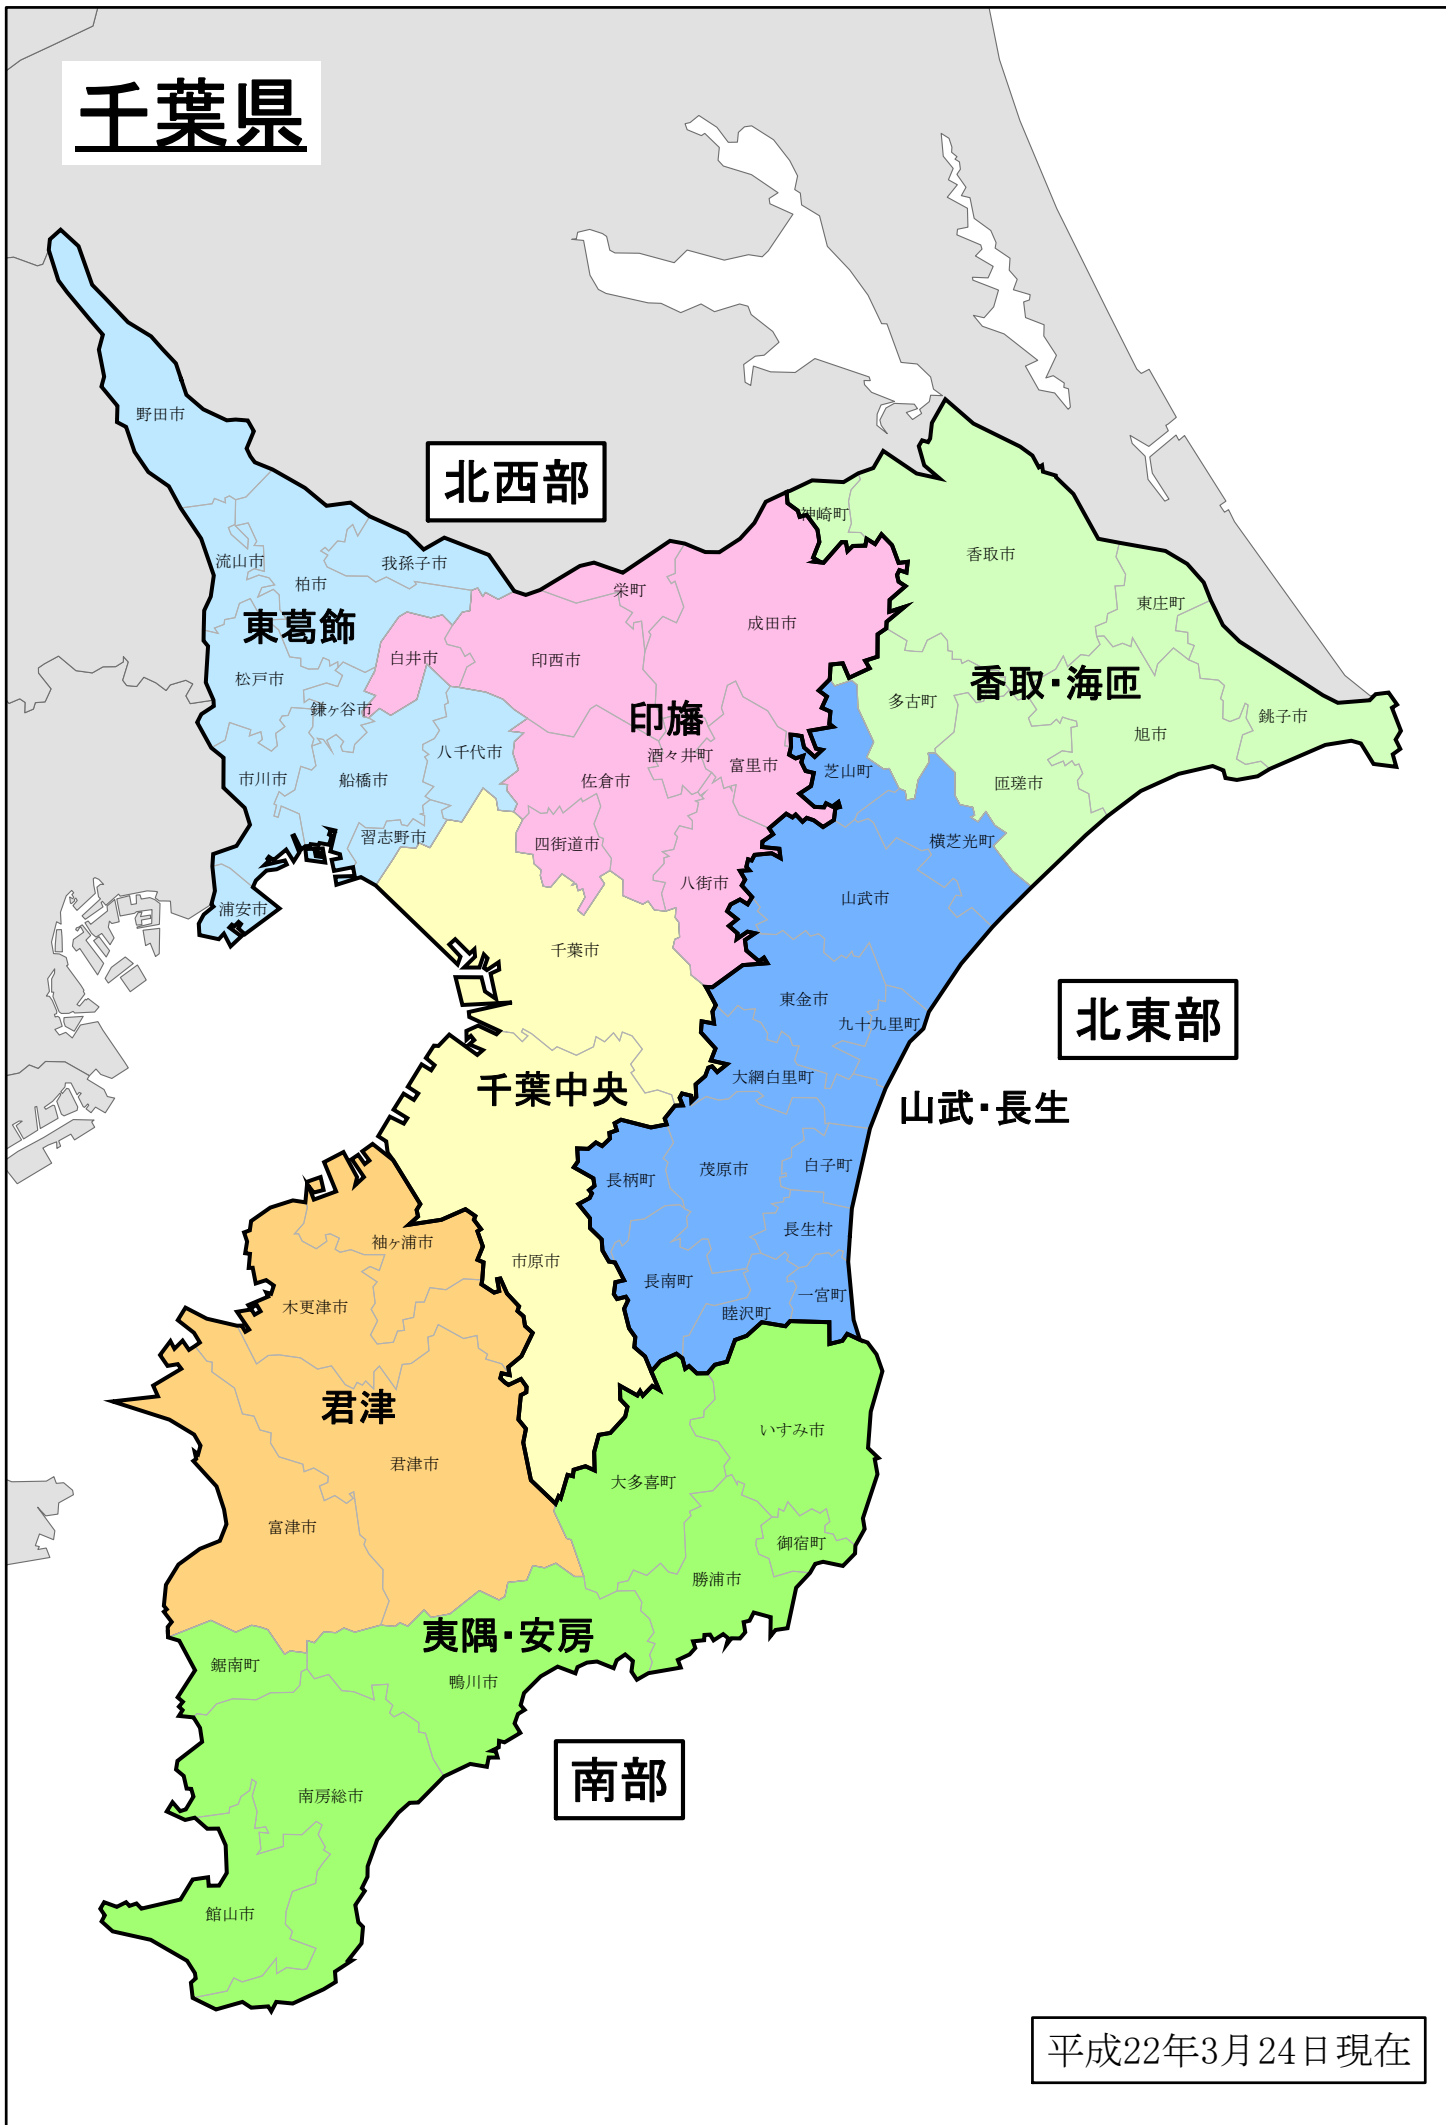 千葉県
野田市
北西部
神崎町
香取市
流山市
我孫子市
柏市
栄町
東庄町
東葛飾
成田市
白井市
印西市
松戸市
香取・海匝
多古町
鎌ヶ谷市
印旛
銚子市
旭市
八千代市
酒々井町
富里市
芝山町
市川市
船橋市
佐倉市
匝瑳市
習志野市
四街道市
横芝光町
八街市
山武市
浦安市
千葉市
東金市
北東部
九十九里町
大網白里町
千葉中央
山武・長生
白子町
茂原市
長柄町
長生村
袖ヶ浦市
市原市
長南町
一宮町
木更津市
睦沢町
君津
いすみ市
君津市
大多喜町
富津市
御宿町
勝浦市
夷隅・安房
鋸南町
鴨川市
南部
南房総市
館山市
平成22年3月24日現在